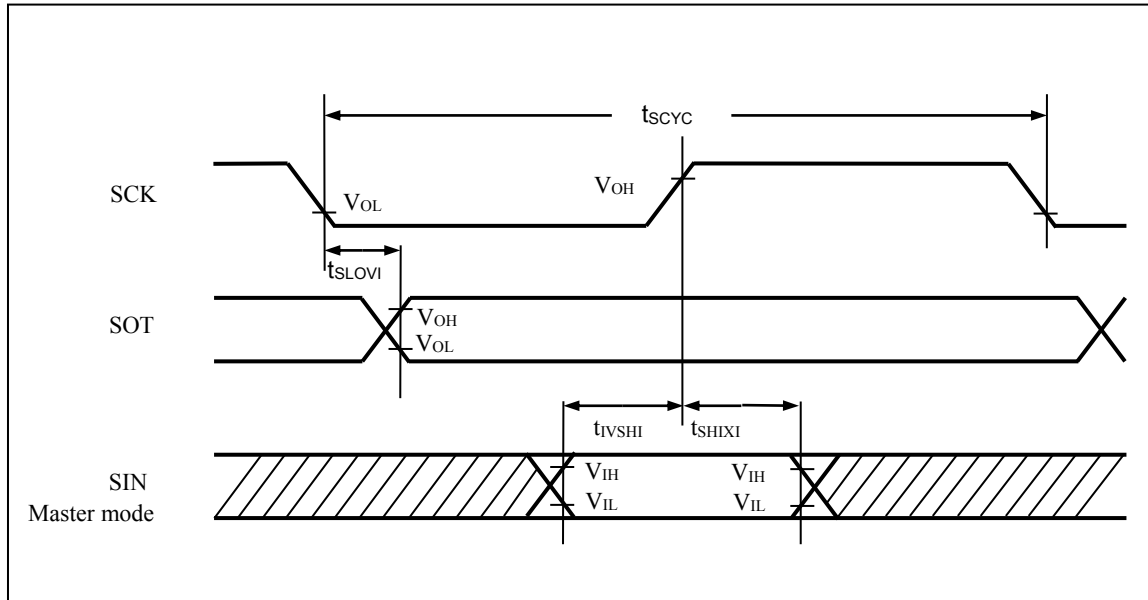 tSCYC
SCK
VOL
VOH
tSLOVI
SOT
VOH
VOL
tIVSHI
tSHIXI
SIN
Master mode
VIH
VIH
VIL
VIL